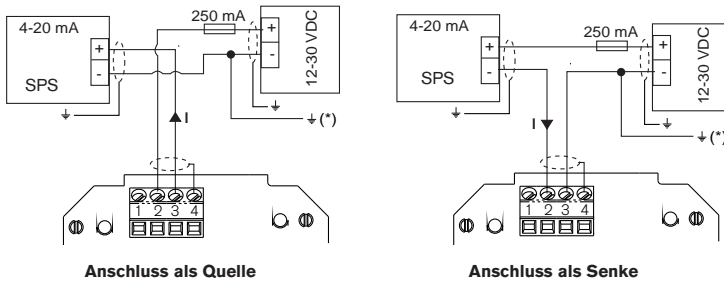 4-20 mA
SPS
+
-
250 mA
+
-
12-30 VDC
(*)
I
1 2 3 4
Anschluss als Quelle
4-20 mA
SPS
+
-
250 mA
+
-
12-30 VDC
(*)
I
1 2 3 4
Anschluss als Senke